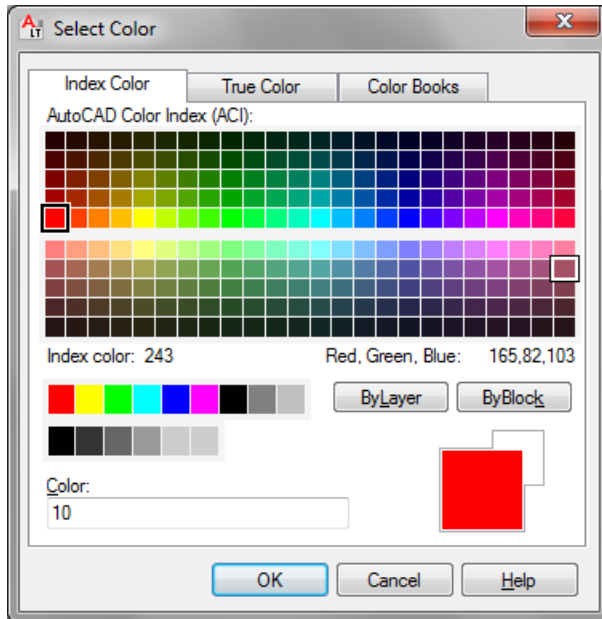 A LT Select Color
Index Color True Color Color Books
AutoCAD Color Index (ACI):
Index color: 243 Red, Green, Blue: 165,82,103
ByLayer ByBlock
Color:
10
OK Cancel Help